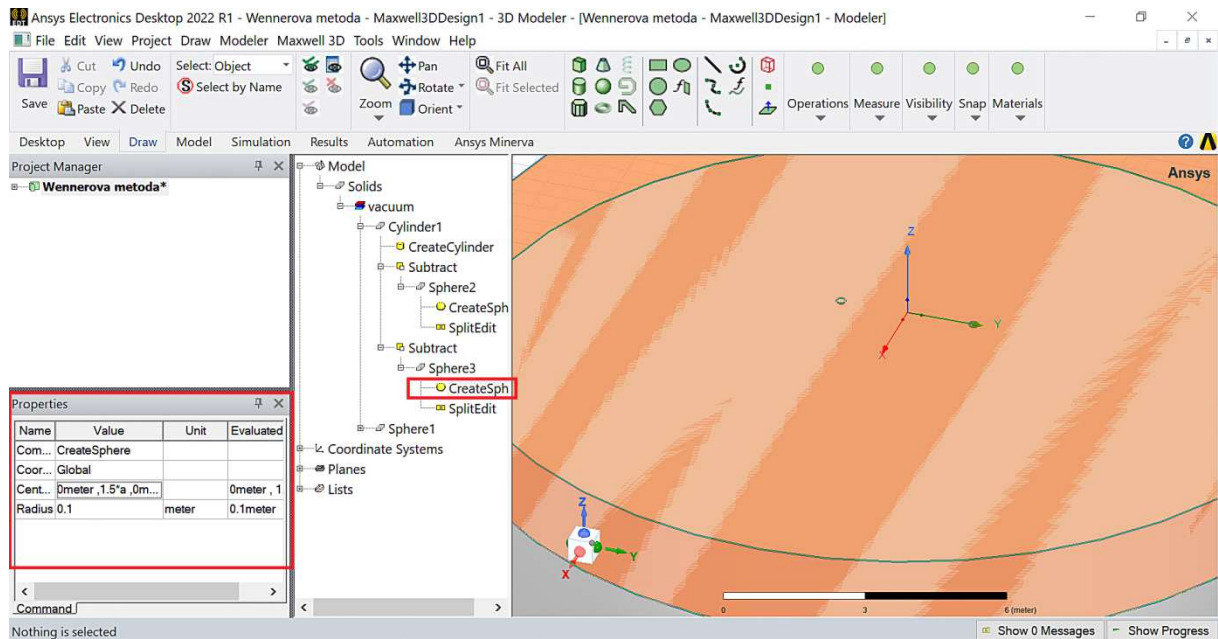 Ansys Electronics Desktop 2022 R1 - Wennerova metoda - Maxwell3DDesign1 - 3D Modeler - [Wennerova metoda - Maxwell3DDesign1 - Modeler]
File Edit View Project Draw Modeler Maxwell 3D Tools Window Help
Save
Cut Undo
Copy Redo
Paste Delete
Select: Object
Select by Name
Zoom
Pan
Rotate
Orient
Fit All
Fit Selected
Operations Measure Visibility Snap Materials
Desktop View Draw Model Simulation Results Automation Ansys Minerva
Project Manager
Wennerova metoda*
Properties
Name Value Unit Evaluated
Com... CreateSphere
Coor... Global
Cent... 0meter ,1.5*a ,0m... 0meter , 1
Radius 0.1 meter 0.1meter
Command
Model
Solids
vacuum
Cylinder1
CreateCylinder
Subtract
Sphere2
CreateSph
SplitEdit
Subtract
Sphere3
CreateSph
SplitEdit
Sphere1
Coordinate Systems
Planes
Lists
Ansys
Z
Y
X
Z
Y
X
0 3 6 (meter)
Nothing is selected
Show 0 Messages
Show Progress